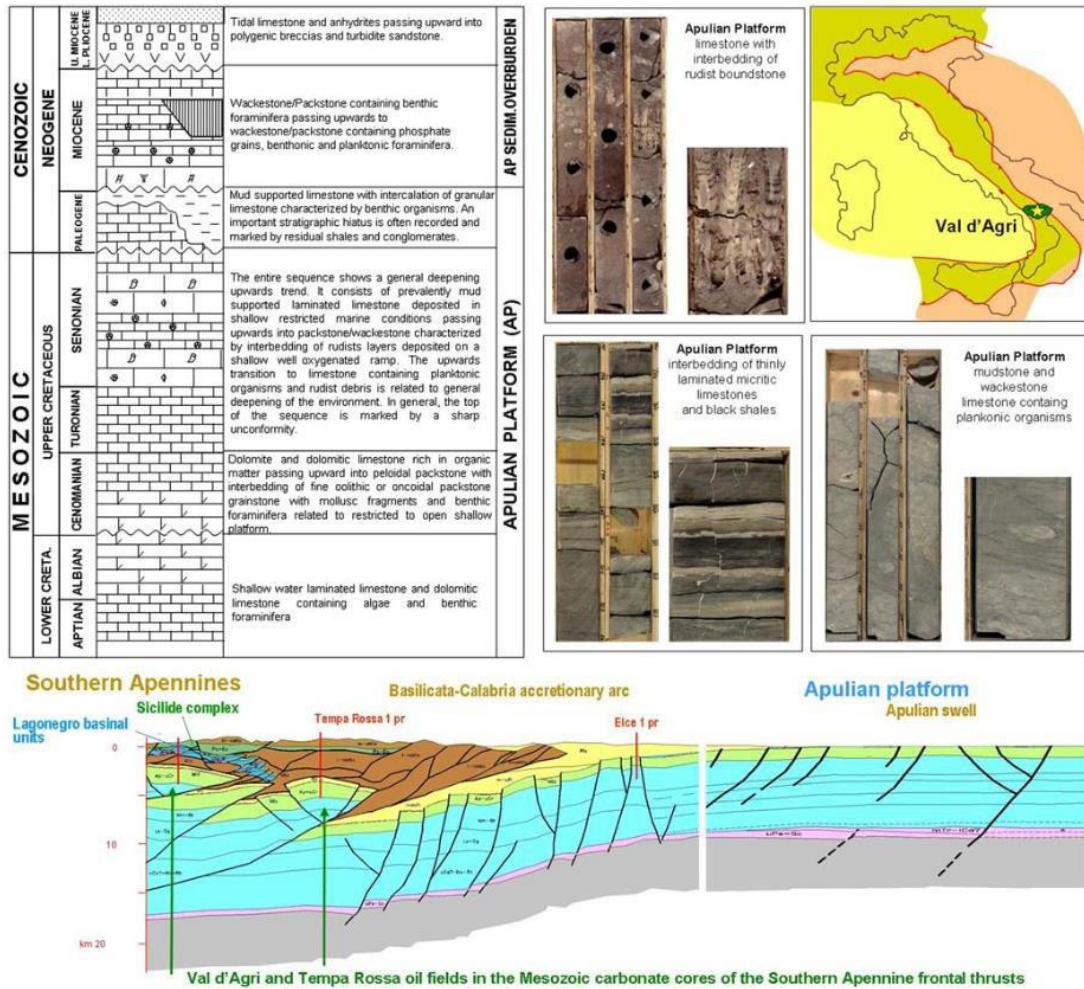 CENOZOIC
NEOGENE
U. MIOCENE
L. PLIOCENE
MIOCENE
PALEOGENE
MESOZOIC
UPPER CRETACEOUS
SENONIAN
TURONIAN
CENOMANIAN
LOWER CRETA.
ALBIAN
APTIAN
Tidal limestone and anhydrites passing upward into
polygenic breccias and turbidite sandstone.
Wackestone/Packstone containing benthic
foraminifera passing upwards to
wackestone/packstone containing phosphate
grains, benthonic and planktonic foraminifera.
Mud supported limestone with intercalation of granular
limestone characterized by benthic organisms. An
important stratigraphic hiatus is often recorded and
marked by residual shales and conglomerates.
The entire sequence shows a general deepening
upwards trend. It consists of prevalently mud
supported laminated limestone deposited in
shallow restricted marine conditions passing
upwards into packstone/wackestone characterized
by interbedding of rudists layers deposited on a
shallow well oxygenated ramp. The upwards
transition to limestone containing planktonic
organisms and rudist debris is related to general
deepening of the environment. In general, the top
of the sequence is marked by a sharp
unconformity.
Dolomite and dolomitic limestone rich in organic
matter passing upward into peloidal packstone with
interbedding of fine oolithic or oncoidal packstone
grainstone with mollusc fragments and benthic
foraminifera related to restricted to open shallow
platform.
Shallow water laminated limestone and dolomitic
limestone containing algae and benthic
foraminifera
AP SEDIM.OVERBURDEN
APULIAN PLATFORM (AP)
Apulian Platform
limestone with
interbedding of
rudist boundstone
Val d'Agri
Apulian Platform
interbedding of thinly
laminated micritic
limestones
and black shales
Apulian Platform
mudstone and
wackestone
limestone containg
plankonic organisms
Southern Apennines
Sicilide complex
Lagonegro basinal
units
Basilicata-Calabria accretionary arc
Tempa Rossa 1 pr
Elce 1 pr
Apulian platform
Apulian swell
0
10
km 20
Val d'Agri and Tempa Rossa oil fields in the Mesozoic carbonate cores of the Southern Apennine frontal thrusts